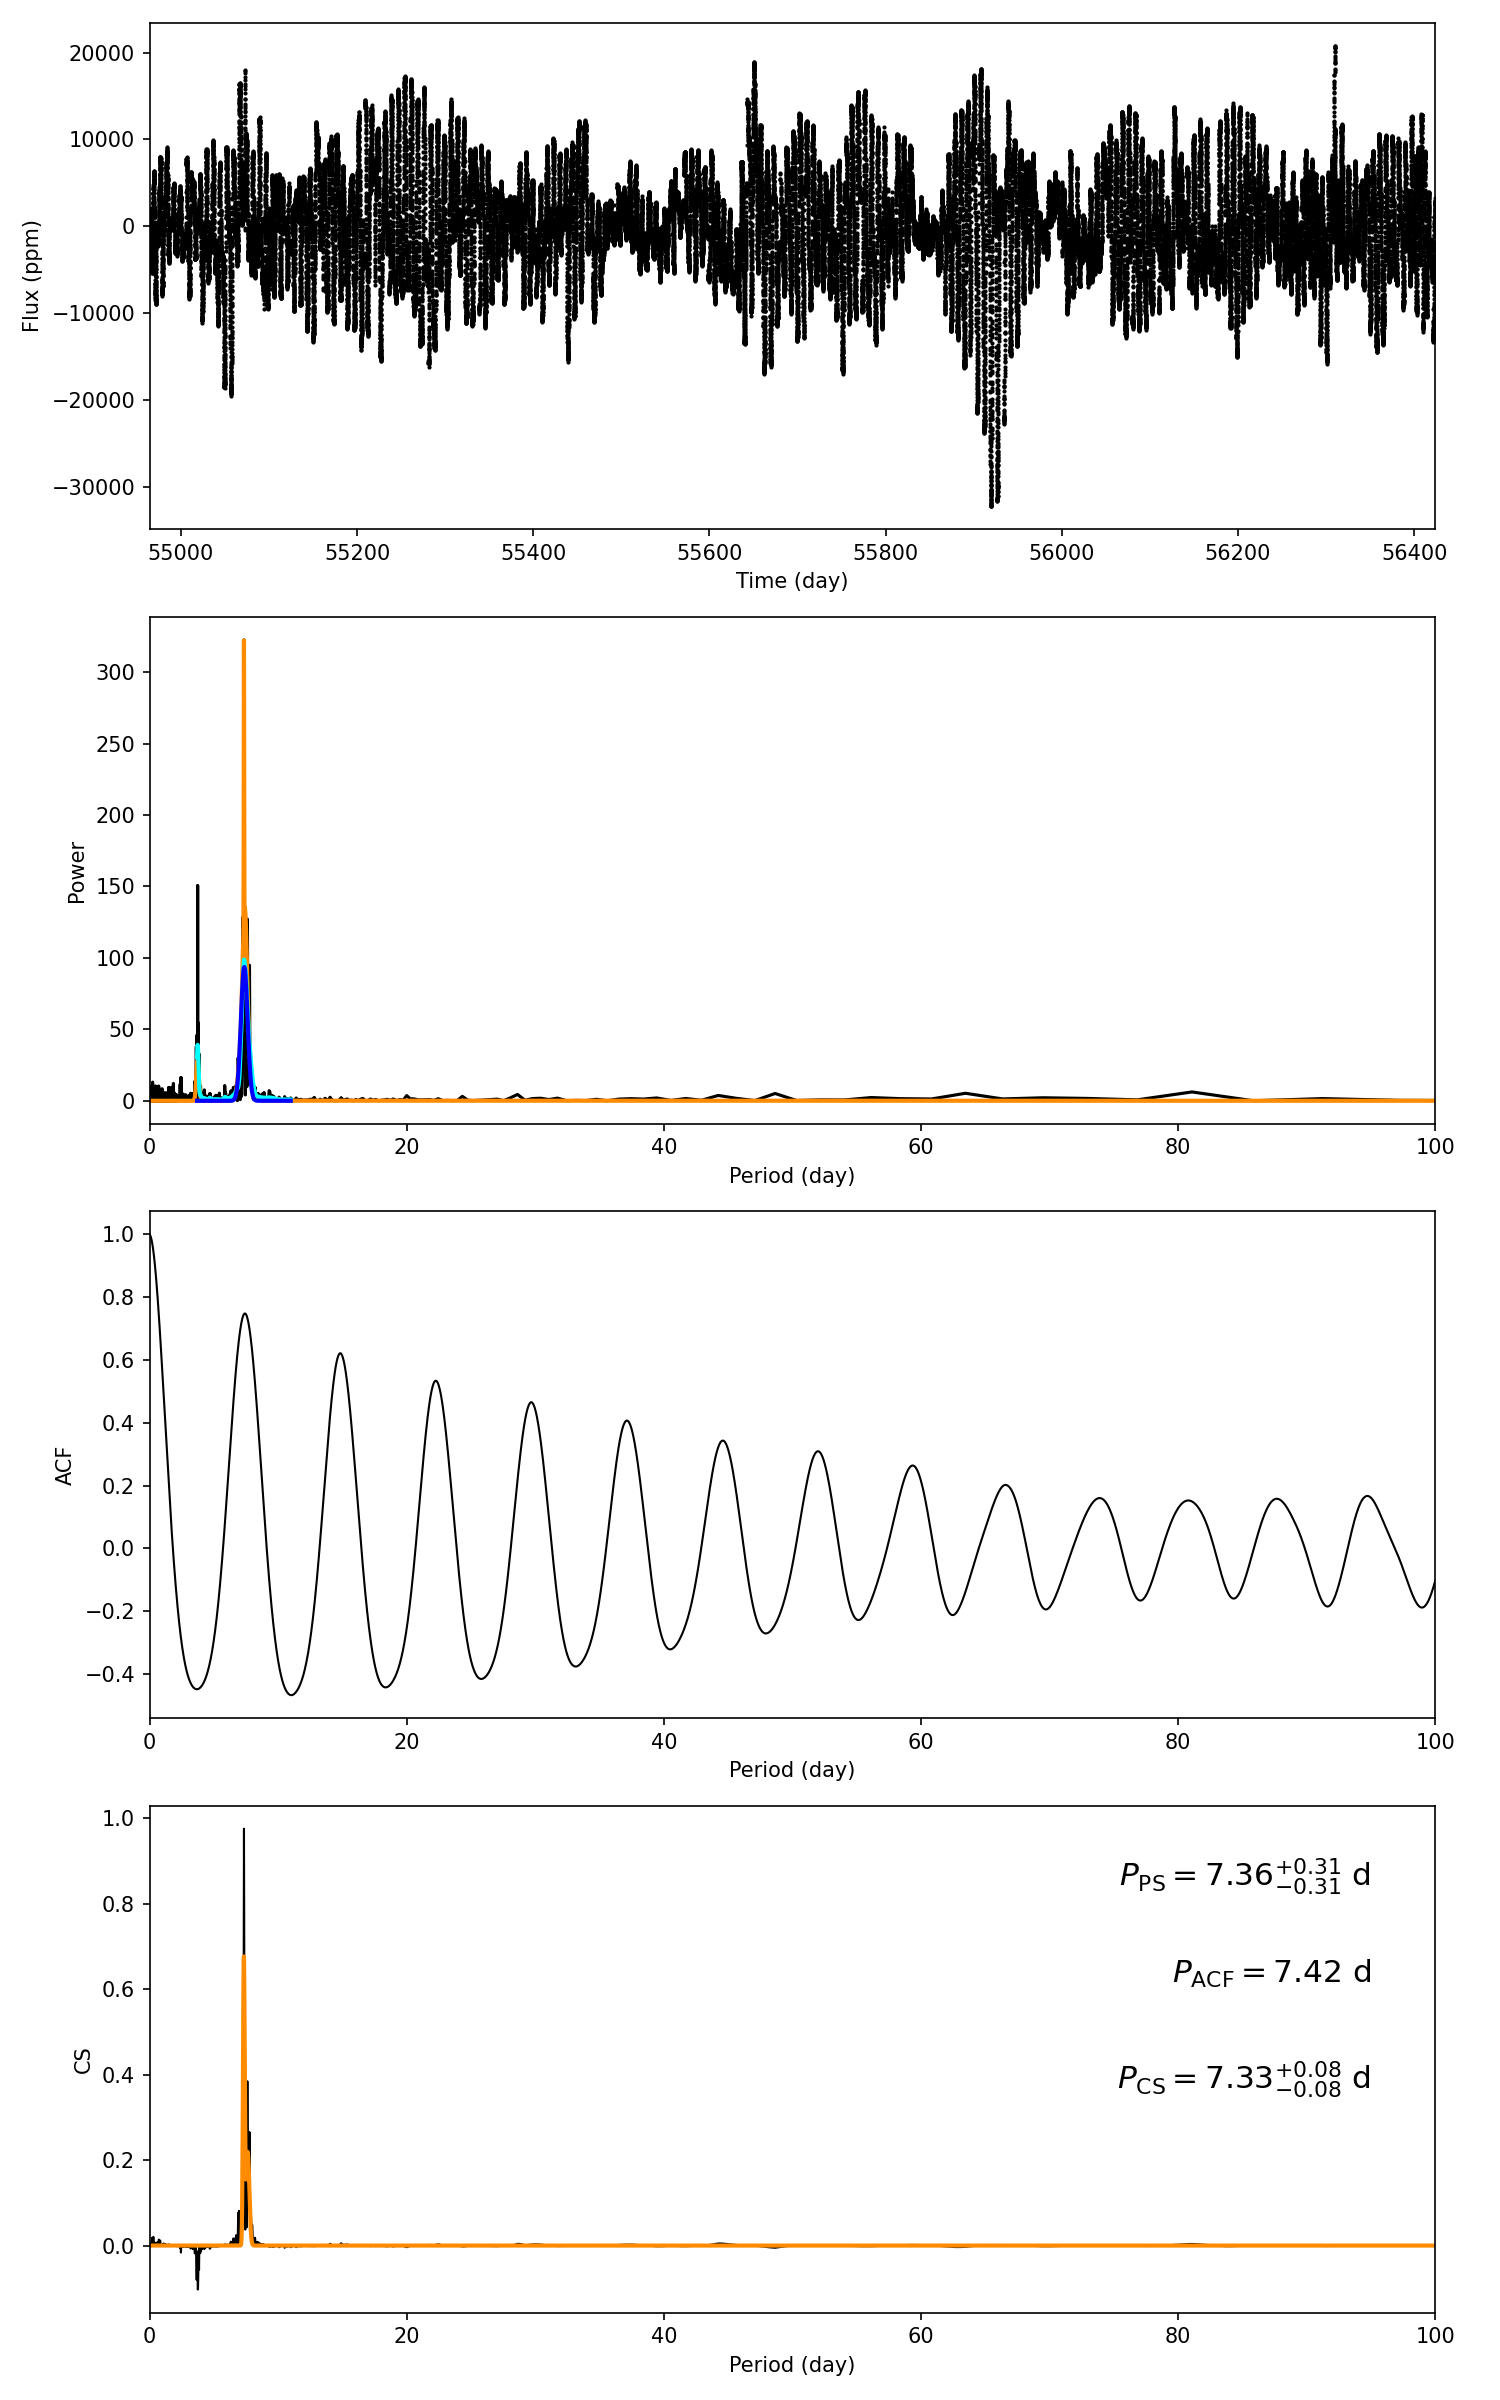 20000
10000
0
−10000
−20000
−30000
Flux (ppm)
55000 55200 55400 55600 55800 56000 56200 56400
Time (day)
300
250
200
150
100
50
0
Power
0 20 40 60 80 100
Period (day)
1.0
0.8
0.6
0.4
0.2
0.0
−0.2
−0.4
ACF
0 20 40 60 80 100
Period (day)
1.0
0.8
0.6
0.4
0.2
0.0
CS
P_PS = 7.36 +0.31 −0.31 d
P_ACF = 7.42 d
P_CS = 7.33 +0.08 −0.08 d
0 20 40 60 80 100
Period (day)